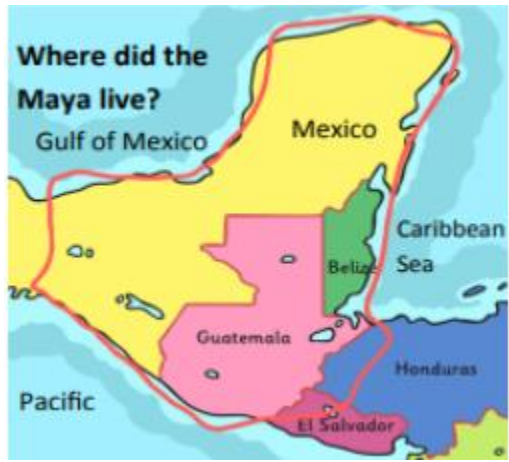 Where did the
Maya live?
Gulf of Mexico
Mexico
Caribbean
Sea
Belize
Guatemala
Honduras
Pacific
El Salvador